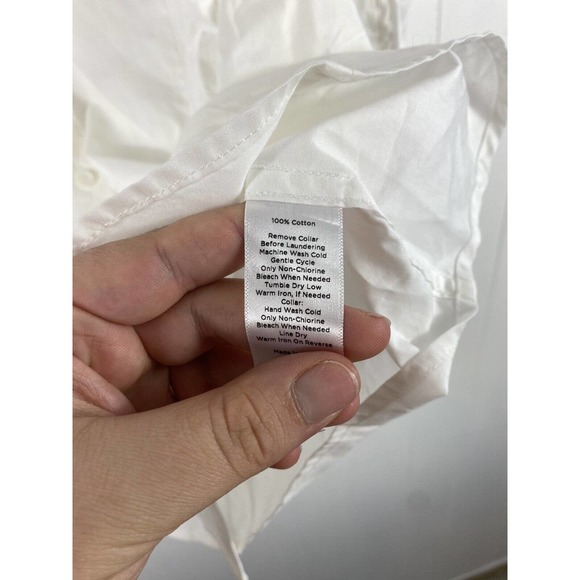 100% Cotton
Remove Collar
Before Laundering
Machine Wash Cold
Gentle Cycle
Only Non-Chlorine
Bleach When Needed
Tumble Dry Low
Warm Iron, If Needed
Collar:
Hand Wash Cold
Only Non-Chlorine
Bleach When Needed
Line Dry
Warm Iron On Reverse